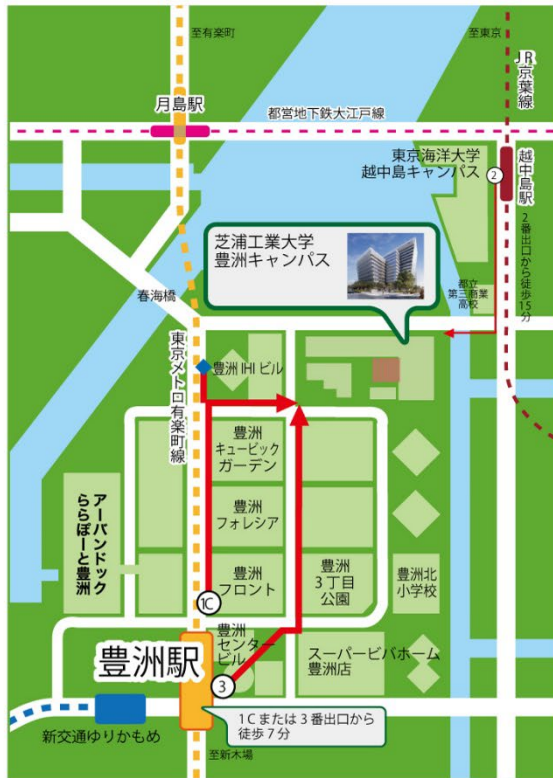 至有楽町
至東京
JR京葉線
月島駅
都営地下鉄大江戸線
東京海洋大学
越中島キャンパス
2
越中島駅
2番出口から徒歩15分
芝浦工業大学
豊洲キャンパス
都立
第三商業
高校
春海橋
東京メトロ有楽町線
豊洲 IHI ビル
豊洲
キュービック
ガーデン
豊洲
フォレシア
アーバンドック
ららぽーと豊洲
豊洲
フロント
豊洲
3丁目
公園
豊洲北
小学校
1C
豊洲
センター
ビル
豊洲駅
3
スーパービバホーム
豊洲店
新交通ゆりかもめ
1Cまたは3番出口から
徒歩7分
至新木場